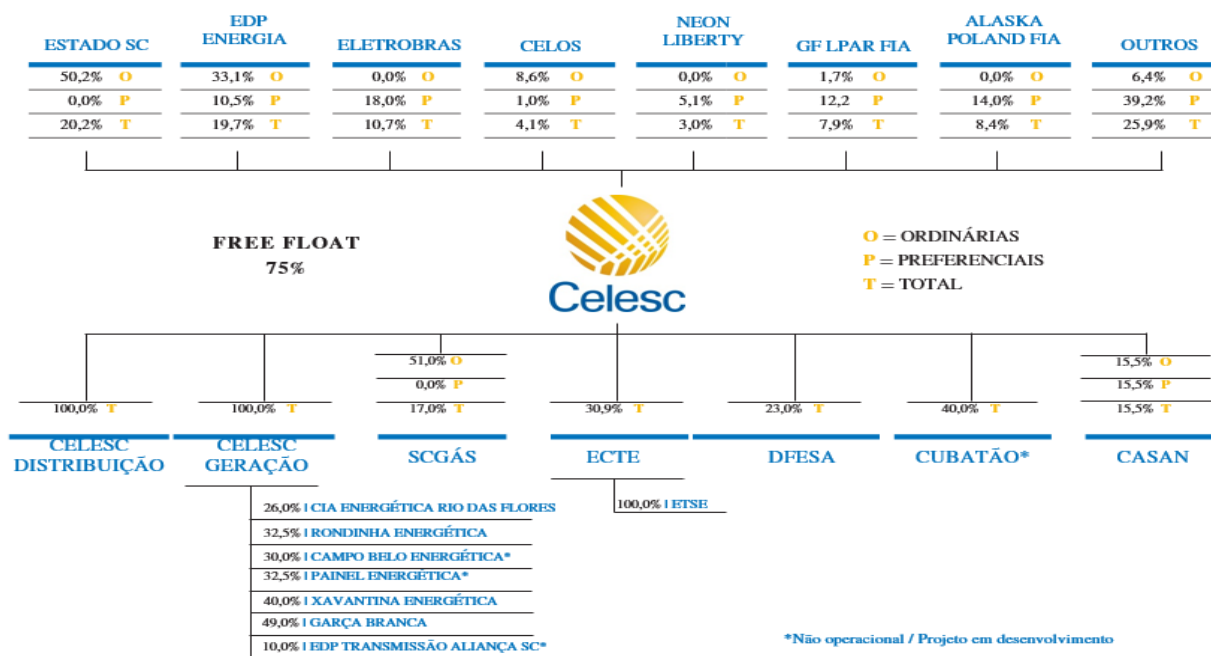 ESTADO SC
EDP
ENERGIA
ELETROBRAS
CELOS
NEON
LIBERTY
GF LPAR FIA
ALASKA
POLAND FIA
OUTROS
50,2% O 33,1% O 0,0% O 8,6% O 0,0% O 1,7% O 0,0% O 6,4% O
0,0% P 10,5% P 18,0% P 1,0% P 5,1% P 12,2 P 14,0% P 39,2% P
20,2% T 19,7% T 10,7% T 4,1% T 3,0% T 7,9% T 8,4% T 25,9% T
FREE FLOAT
75%
Celesc
O = ORDINÁRIAS
P = PREFERENCIAIS
T = TOTAL
51,0% O 15,5% O
0,0% P 15,5% P
100,0% T 100,0% T 17,0% T 30,9% T 23,0% T 40,0% T 15,5% T
CELESC
DISTRIBUIÇÃO
CELESC
GERAÇÃO
SCGÁS
ECTE
DFESA
CUBATÃO*
CASAN
26,0% | CIA ENERGÉTICA RIO DAS FLORES
32,5% | RONDINHA ENERGÉTICA
30,0% | CAMPO BELO ENERGÉTICA*
32,5% | PAINEL ENERGÉTICA*
40,0% | XAVANTINA ENERGÉTICA
49,0% | GARÇA BRANCA
10,0% | EDP TRANSMISSÃO ALIANÇA SC*
100,0% | ETSE
*Não operacional / Projeto em desenvolvimento